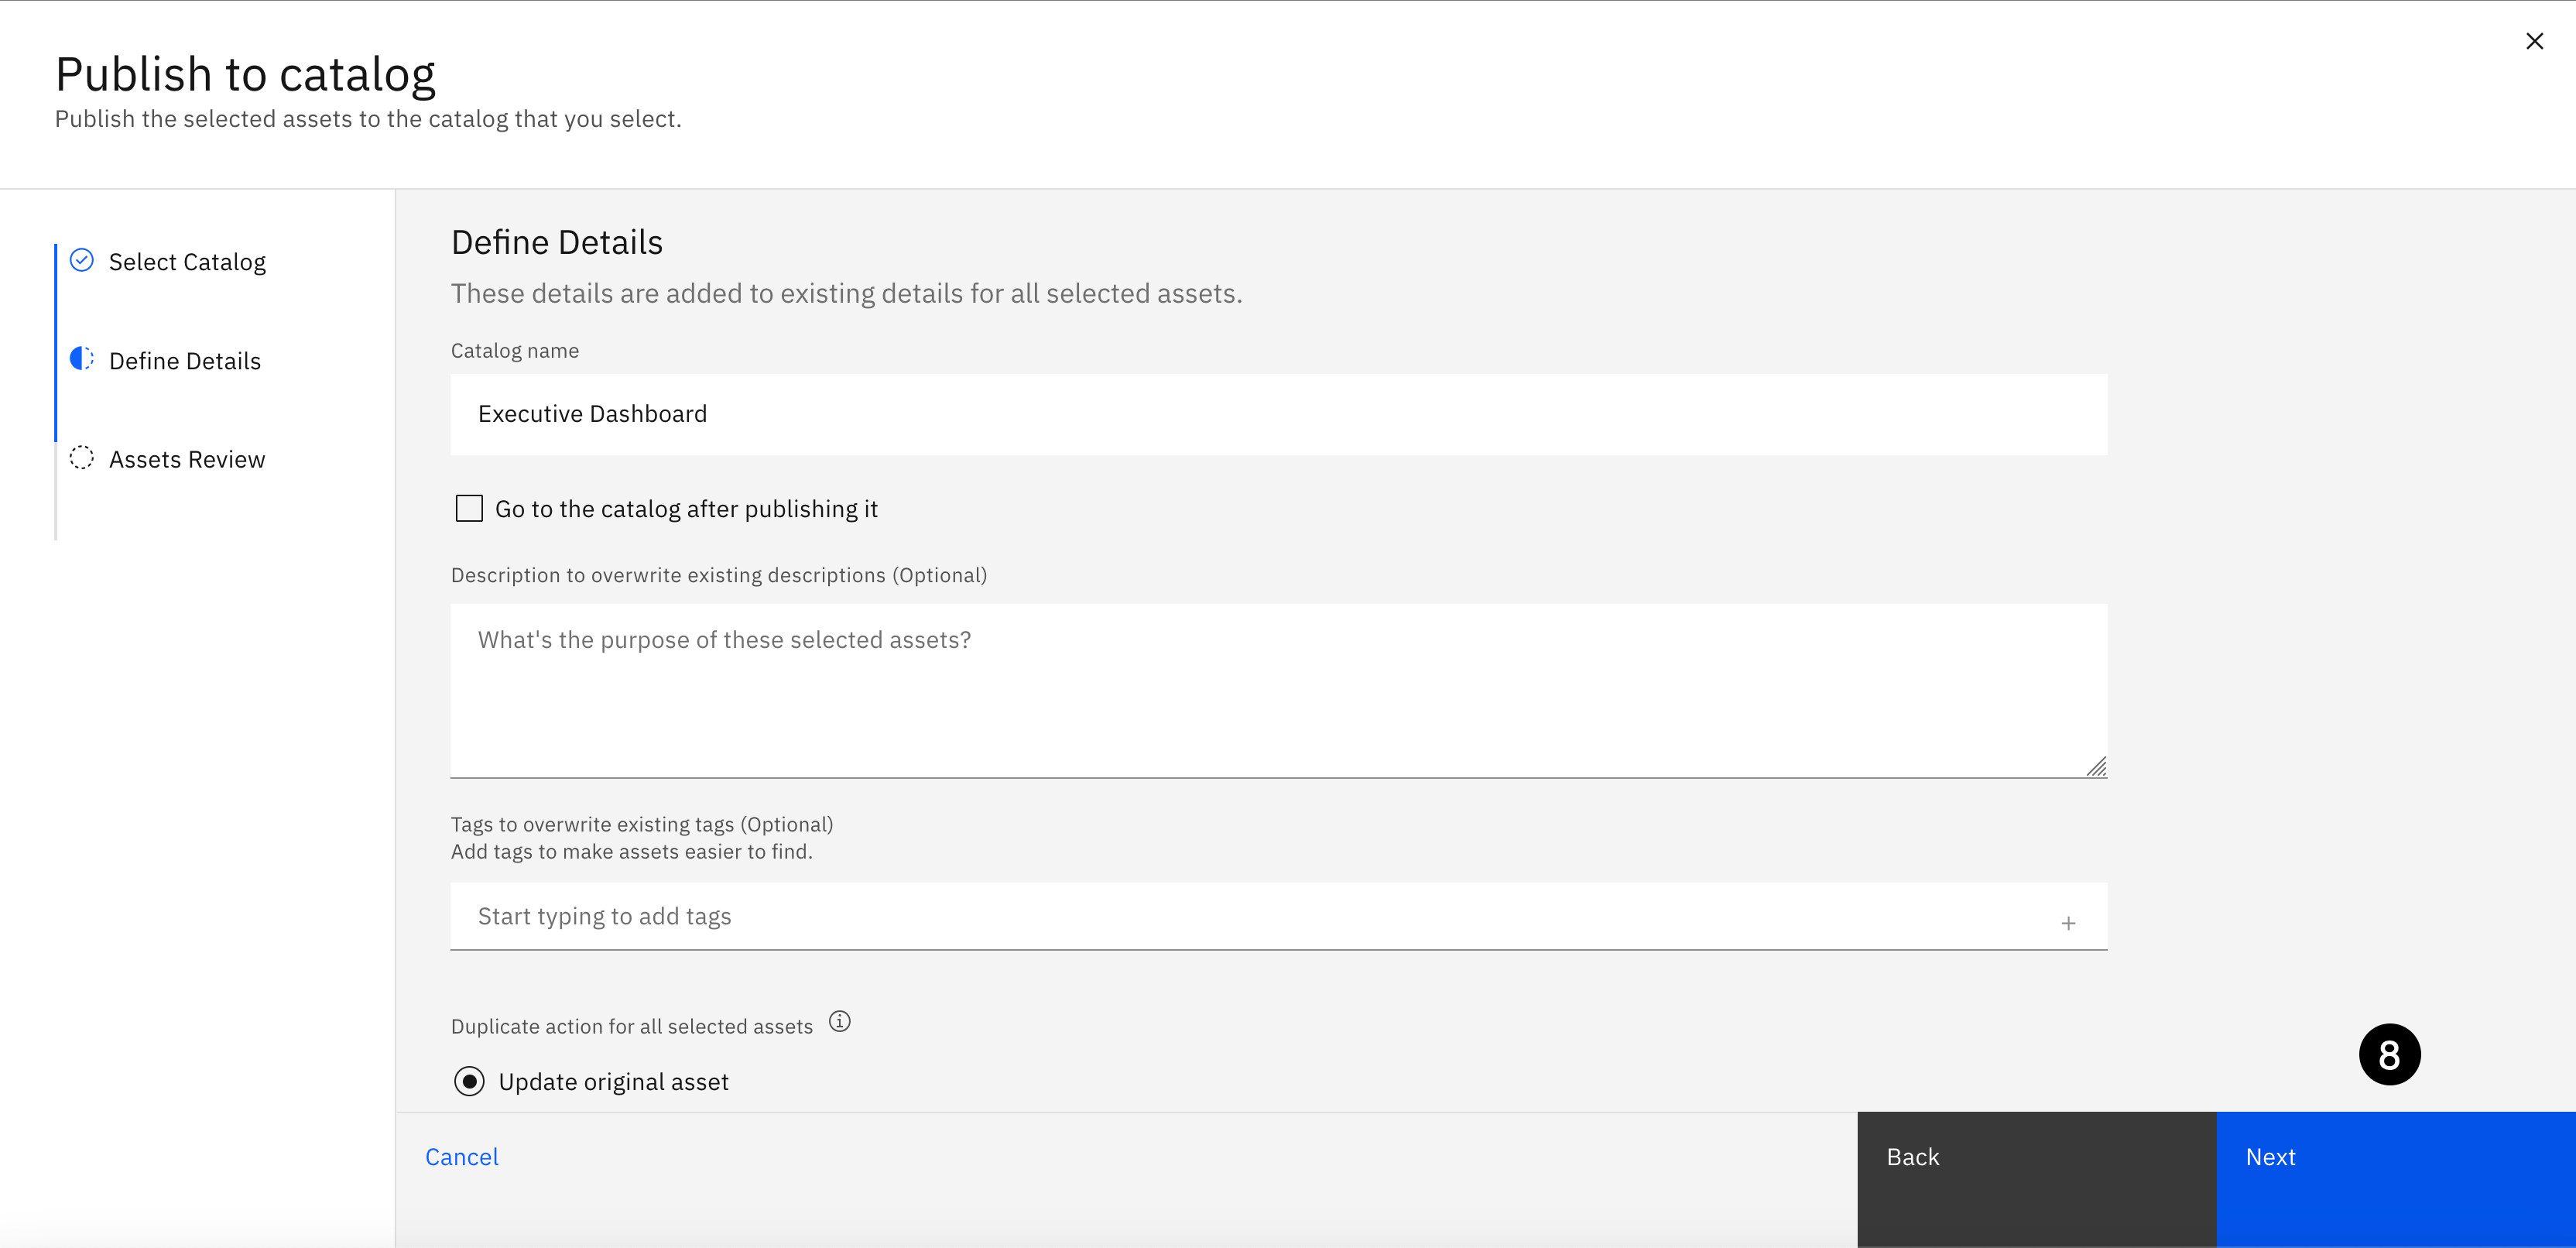 Publish to catalog
Publish the selected assets to the catalog that you select.
Select Catalog
Define Details
Assets Review
Define Details
These details are added to existing details for all selected assets.
Catalog name
Executive Dashboard
Go to the catalog after publishing it
Description to overwrite existing descriptions (Optional)
What's the purpose of these selected assets?
Tags to overwrite existing tags (Optional)
Add tags to make assets easier to find.
Start typing to add tags
Duplicate action for all selected assets
Update original asset
8
Cancel
Back
Next